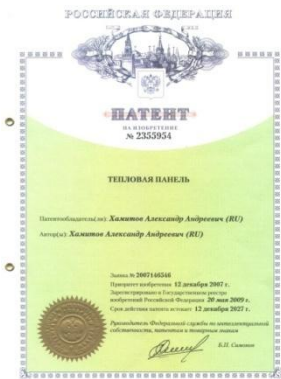 РОССИЙСКАЯ ФЕДЕРАЦИЯ
ПАТЕНТ
НА ИЗОБРЕТЕНИЕ
№ 2355954
ТЕПЛОВАЯ ПАНЕЛЬ
Патентообладатель(ли): Хамитов Александр Андреевич (RU)
Автор(ы): Хамитов Александр Андреевич (RU)
Заявка № 2007146546
Приоритет изобретения 12 декабря 2007 г.
Зарегистрировано в Государственном реестре
изобретений Российской Федерации 20 мая 2009 г.
Срок действия патента истекает 12 декабря 2027 г.
Руководитель Федеральной службы по интеллектуальной
собственности, патентам и товарным знакам
Б.П. Симонов